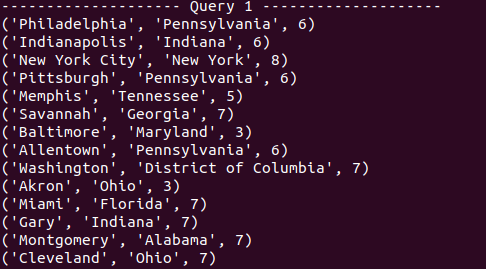 -------------------- Query 1 --------------------
('Philadelphia', 'Pennsylvania', 6)
('Indianapolis', 'Indiana', 6)
('New York City', 'New York', 8)
('Pittsburgh', 'Pennsylvania', 6)
('Memphis', 'Tennessee', 5)
('Savannah', 'Georgia', 7)
('Baltimore', 'Maryland', 3)
('Allentown', 'Pennsylvania', 6)
('Washington', 'District of Columbia', 7)
('Akron', 'Ohio', 3)
('Miami', 'Florida', 7)
('Gary', 'Indiana', 7)
('Montgomery', 'Alabama', 7)
('Cleveland', 'Ohio', 7)